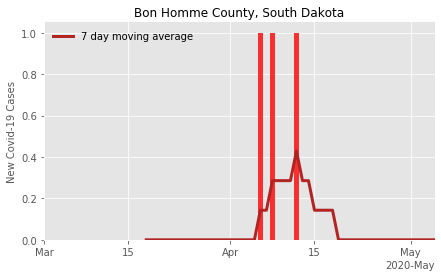 Bon Homme County, South Dakota
7 day moving average
New Covid-19 Cases
1.0
0.8
0.6
0.4
0.2
0.0
Mar 15 Apr 15 May
2020-May